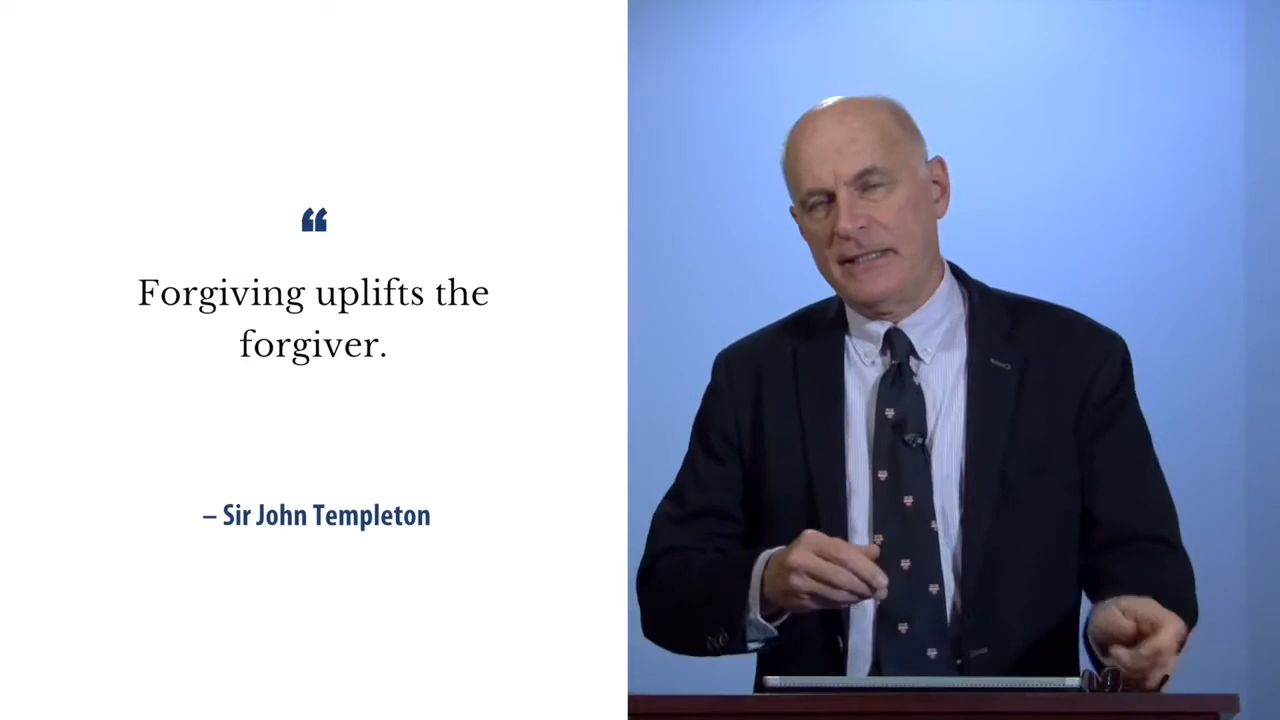 “
Forgiving uplifts the
forgiver.
– Sir John Templeton